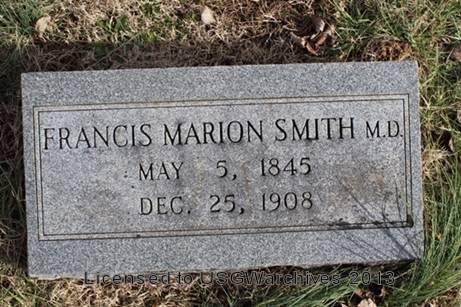 FRANCIS MARION SMITH M.D.
MAY 5, 1845
DEC. 25, 1908
Licensed to USGWarchives 2013